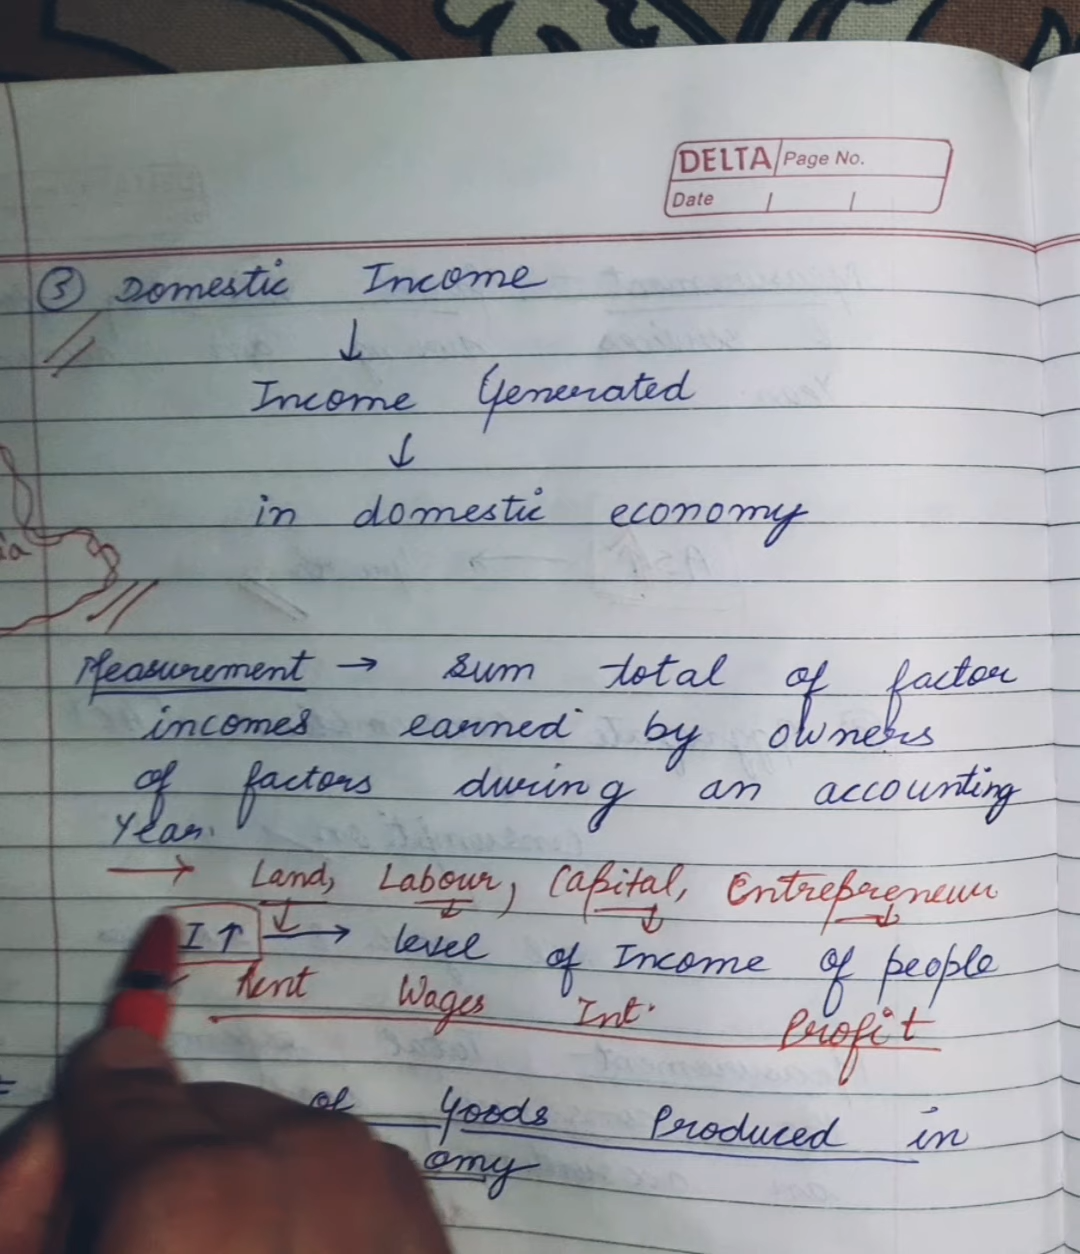 DELTA Page No.
Date
③ Domestic Income
↓
Income Generated
↓
in domestic economy
Measurement → sum total of factor
incomes earned by owners
of factors during an accounting
Year.
→ Land, Labour, Capital, Entrepreneur
I↑ → level of Income of people
Rent Wages Int. Profit
of Goods Produced in
omy